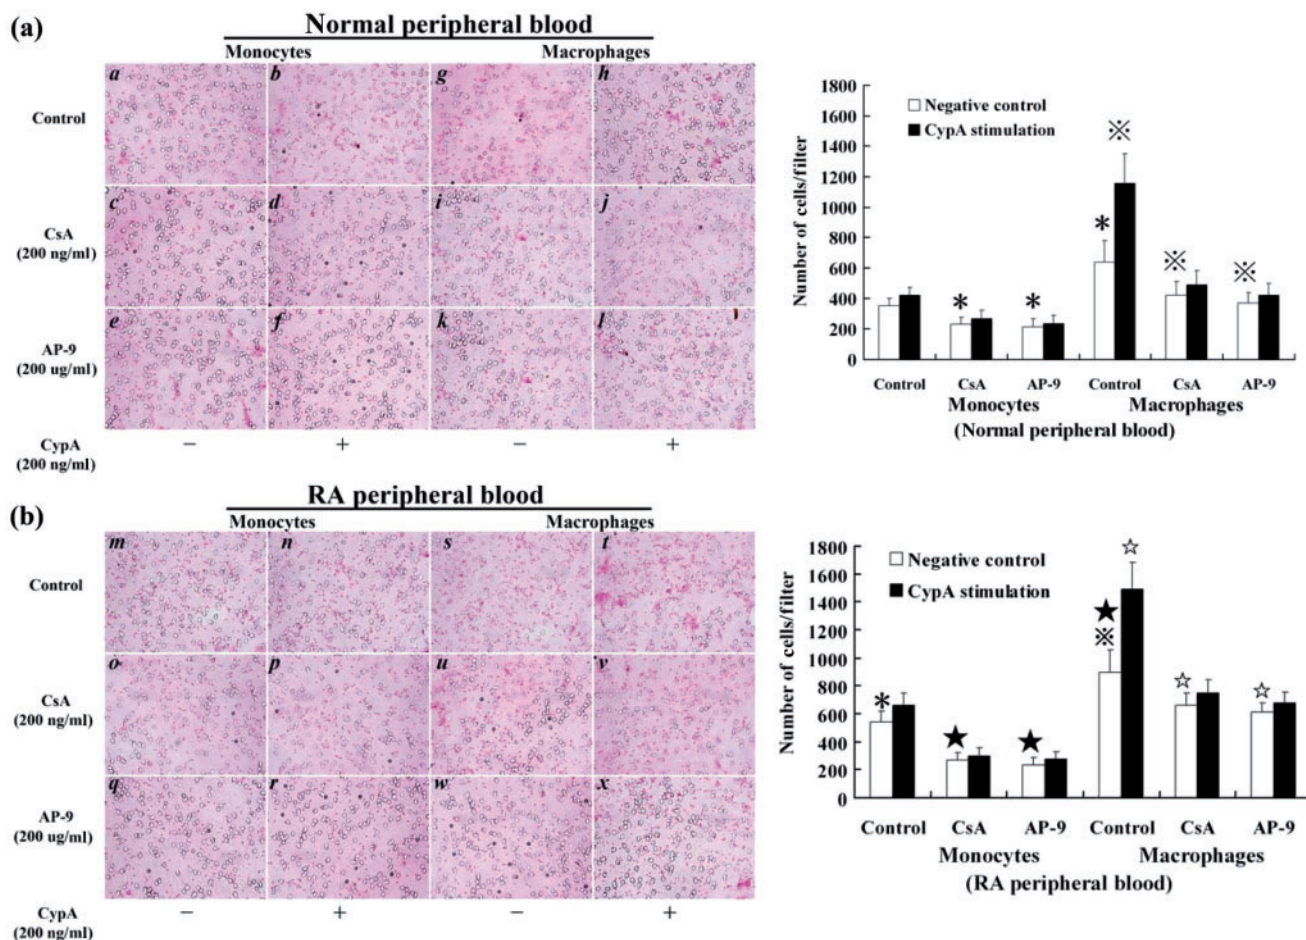 (a)
Normal peripheral blood
Monocytes
Macrophages
a
b
g
h
Control
c
d
i
j
CsA
(200 ng/ml)
e
f
k
l
AP-9
(200 ug/ml)
CypA
(200 ng/ml)
−
+
−
+
Number of cells/filter
1800
1600
1400
1200
1000
800
600
400
200
0
Negative control
CypA stimulation
*
*
*
※
※
※
Control
CsA
AP-9
Control
CsA
AP-9
Monocytes
Macrophages
(Normal peripheral blood)
(b)
RA peripheral blood
Monocytes
Macrophages
m
n
s
t
Control
o
p
u
v
CsA
(200 ng/ml)
q
r
w
x
AP-9
(200 ug/ml)
CypA
(200 ng/ml)
−
+
−
+
Number of cells/filter
1800
1600
1400
1200
1000
800
600
400
200
0
Negative control
CypA stimulation
*
★
★
★
※
☆
☆
☆
Control
CsA
AP-9
Control
CsA
AP-9
Monocytes
Macrophages
(RA peripheral blood)